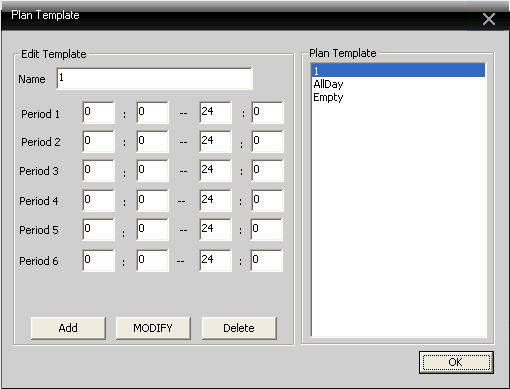 Plan Template
Edit Template
Name 1
Period 1 0 : 0 -- 24 : 0
Period 2 0 : 0 -- 24 : 0
Period 3 0 : 0 -- 24 : 0
Period 4 0 : 0 -- 24 : 0
Period 5 0 : 0 -- 24 : 0
Period 6 0 : 0 -- 24 : 0
Add MODIFY Delete
Plan Template
1
AllDay
Empty
OK